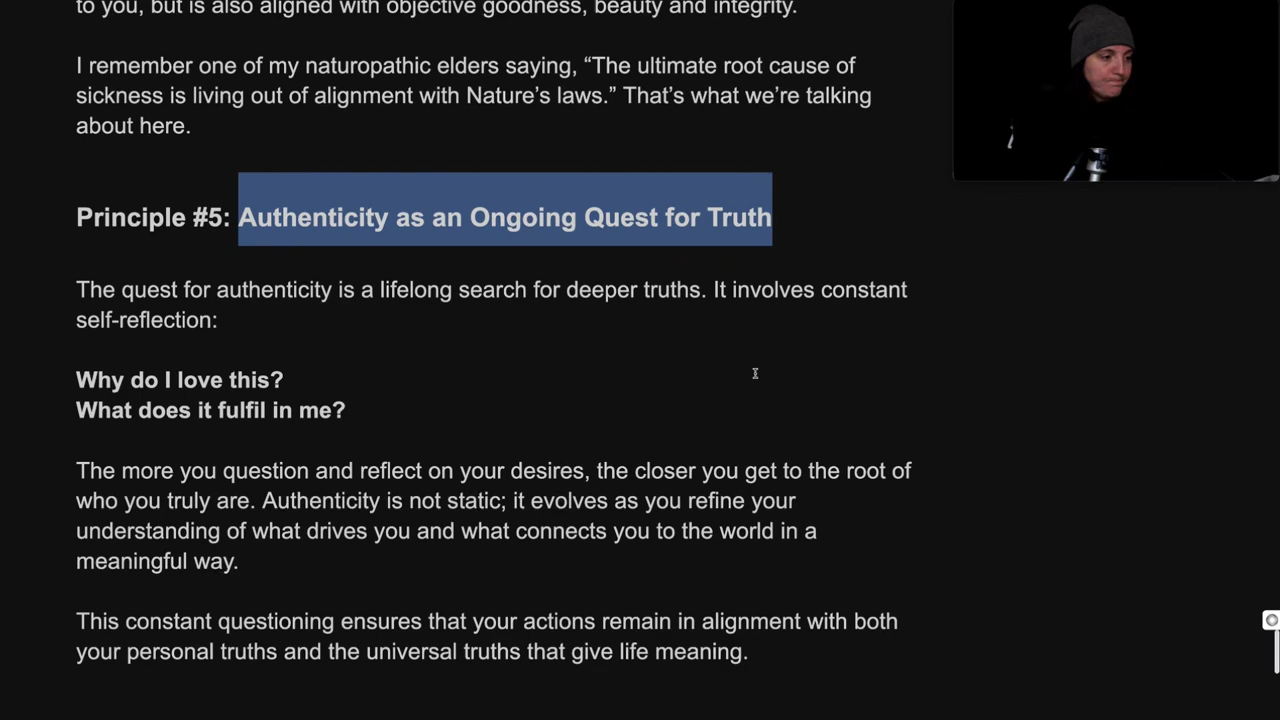 to you, but is also aligned with objective goodness, beauty and integrity.
I remember one of my naturopathic elders saying, “The ultimate root cause of
sickness is living out of alignment with Nature’s laws.” That’s what we’re talking
about here.
Principle #5: Authenticity as an Ongoing Quest for Truth
The quest for authenticity is a lifelong search for deeper truths. It involves constant
self-reflection:
Why do I love this?
What does it fulfil in me?
The more you question and reflect on your desires, the closer you get to the root of
who you truly are. Authenticity is not static; it evolves as you refine your
understanding of what drives you and what connects you to the world in a
meaningful way.
This constant questioning ensures that your actions remain in alignment with both
your personal truths and the universal truths that give life meaning.